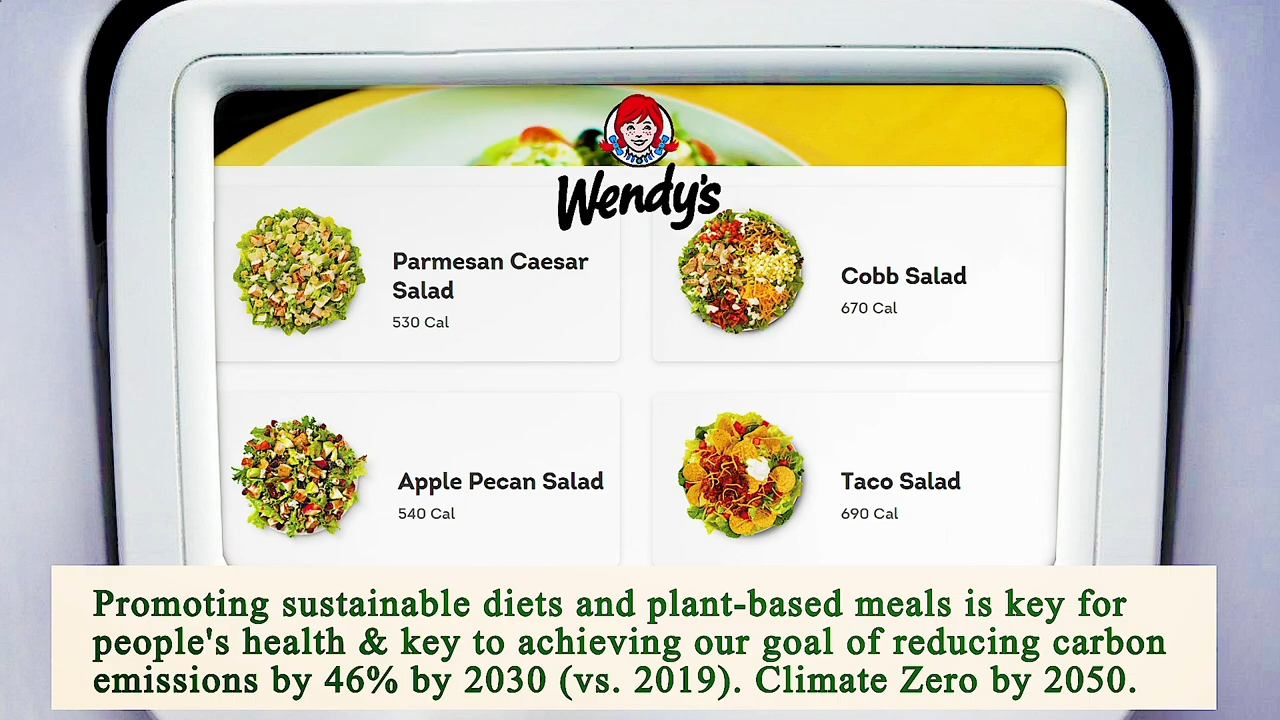 Wendy's
Parmesan Caesar
Salad
530 Cal
Cobb Salad
670 Cal
Apple Pecan Salad
540 Cal
Taco Salad
690 Cal
Promoting sustainable diets and plant-based meals is key for
people's health & key to achieving our goal of reducing carbon
emissions by 46% by 2030 (vs. 2019). Climate Zero by 2050.